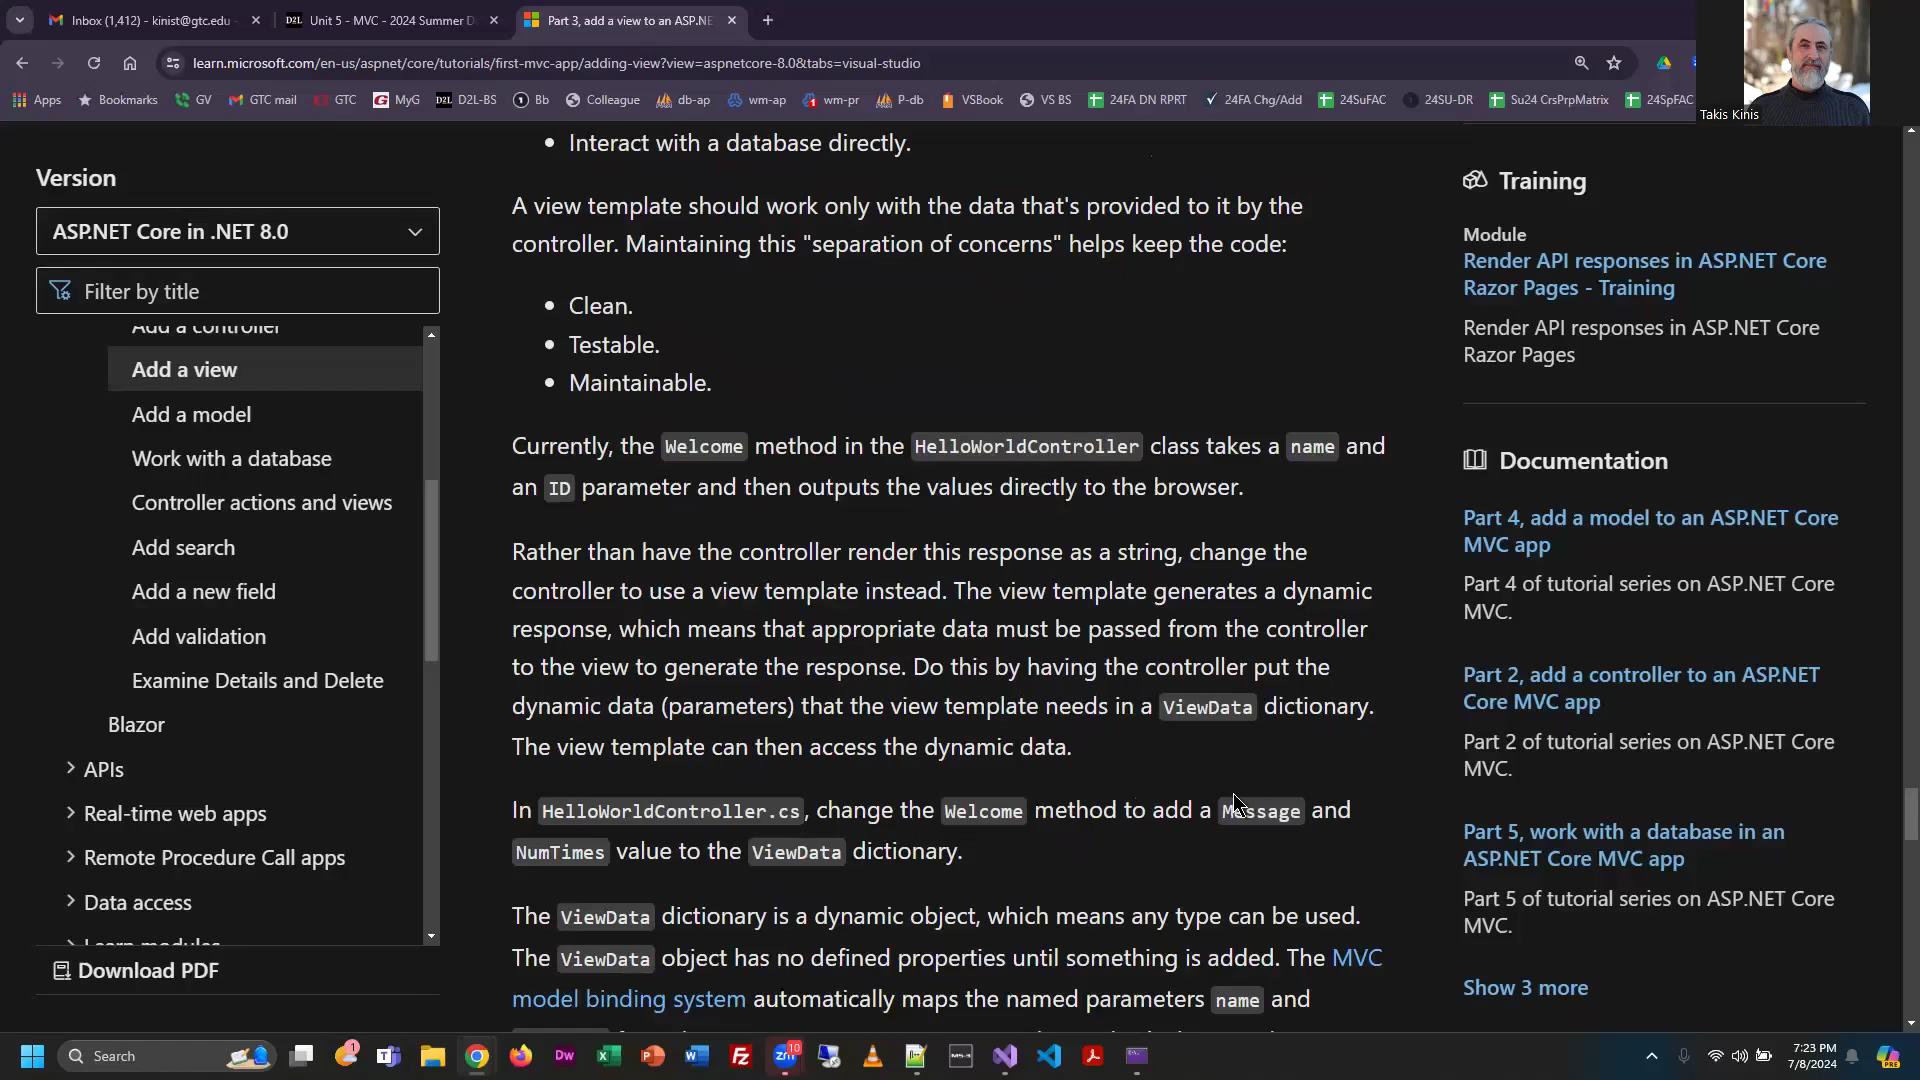 Inbox (1,412) - kinist@gtc.edu
D2L Unit 5 - MVC - 2024 Summer D
Part 3, add a view to an ASP.NE
learn.microsoft.com/en-us/aspnet/core/tutorials/first-mvc-app/adding-view?view=aspnetcore-8.0&tabs=visual-studio
Apps Bookmarks GV GTC mail GTC MyG D2L-BS Bb Colleague db-ap wm-ap wm-pr P-db VSBook VS BS 24FA DN RPRT 24FA Chg/Add 24SuFAC 24SU-DR Su24 CrsPrpMatrix 24SpFAC
Takis Kinis
Version
ASP.NET Core in .NET 8.0
Filter by title
Add a controller
Add a view
Add a model
Work with a database
Controller actions and views
Add search
Add a new field
Add validation
Examine Details and Delete
Blazor
APIs
Real-time web apps
Remote Procedure Call apps
Data access
Learn modules
Download PDF
• Interact with a database directly.
A view template should work only with the data that's provided to it by the
controller. Maintaining this "separation of concerns" helps keep the code:
• Clean.
• Testable.
• Maintainable.
Currently, the Welcome method in the HelloWorldController class takes a name and
an ID parameter and then outputs the values directly to the browser.
Rather than have the controller render this response as a string, change the
controller to use a view template instead. The view template generates a dynamic
response, which means that appropriate data must be passed from the controller
to the view to generate the response. Do this by having the controller put the
dynamic data (parameters) that the view template needs in a ViewData dictionary.
The view template can then access the dynamic data.
In HelloWorldController.cs, change the Welcome method to add a Message and
NumTimes value to the ViewData dictionary.
The ViewData dictionary is a dynamic object, which means any type can be used.
The ViewData object has no defined properties until something is added. The MVC
model binding system automatically maps the named parameters name and
Training
Module
Render API responses in ASP.NET Core
Razor Pages - Training
Render API responses in ASP.NET Core
Razor Pages
Documentation
Part 4, add a model to an ASP.NET Core
MVC app
Part 4 of tutorial series on ASP.NET Core
MVC.
Part 2, add a controller to an ASP.NET
Core MVC app
Part 2 of tutorial series on ASP.NET Core
MVC.
Part 5, work with a database in an
ASP.NET Core MVC app
Part 5 of tutorial series on ASP.NET Core
MVC.
Show 3 more
Search
1
Dw
10
7:23 PM
7/8/2024